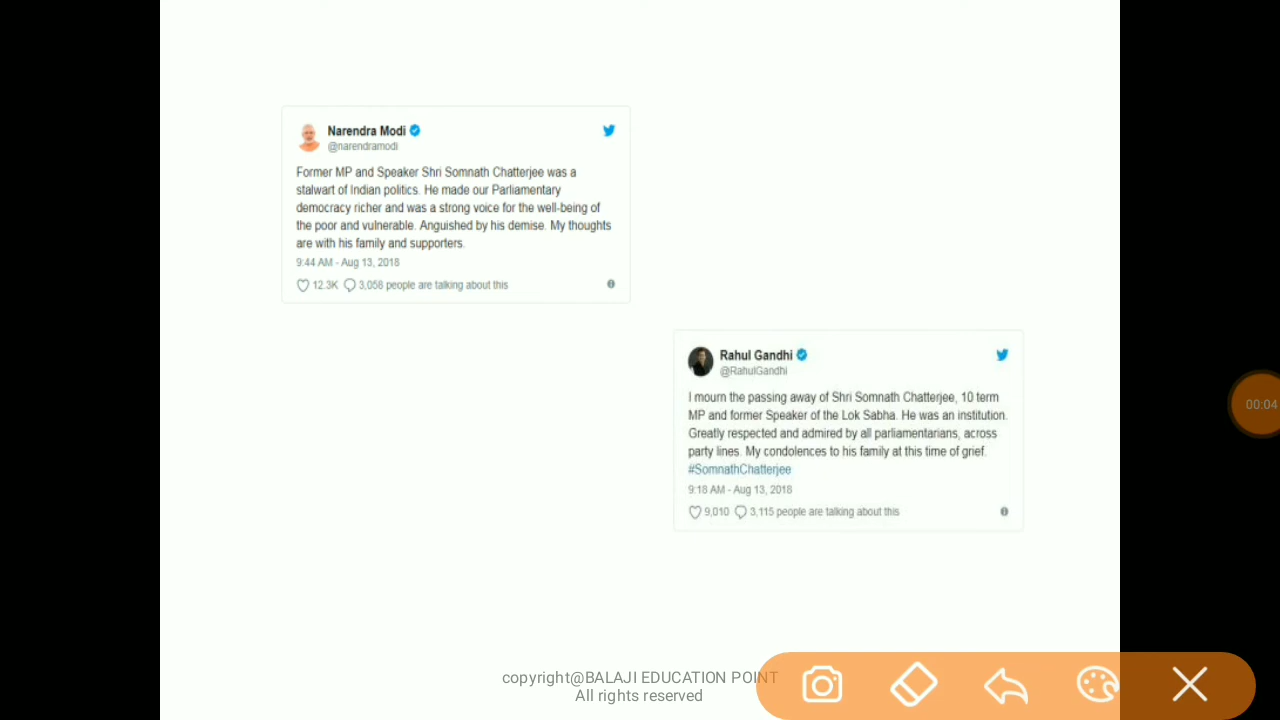 Narendra Modi
@narendramodi
Former MP and Speaker Shri Somnath Chatterjee was a
stalwart of Indian politics. He made our Parliamentary
democracy richer and was a strong voice for the well-being of
the poor and vulnerable. Anguished by his demise. My thoughts
are with his family and supporters.
9:44 AM - Aug 13, 2018
12.3K 3,058 people are talking about this
Rahul Gandhi
@RahulGandhi
I mourn the passing away of Shri Somnath Chatterjee, 10 term
MP and former Speaker of the Lok Sabha. He was an institution.
Greatly respected and admired by all parliamentarians, across
party lines. My condolences to his family at this time of grief.
#SomnathChatterjee
9:18 AM - Aug 13, 2018
9,010 3,115 people are talking about this
00:04
copyright@BALAJI EDUCATION POINT
All rights reserved